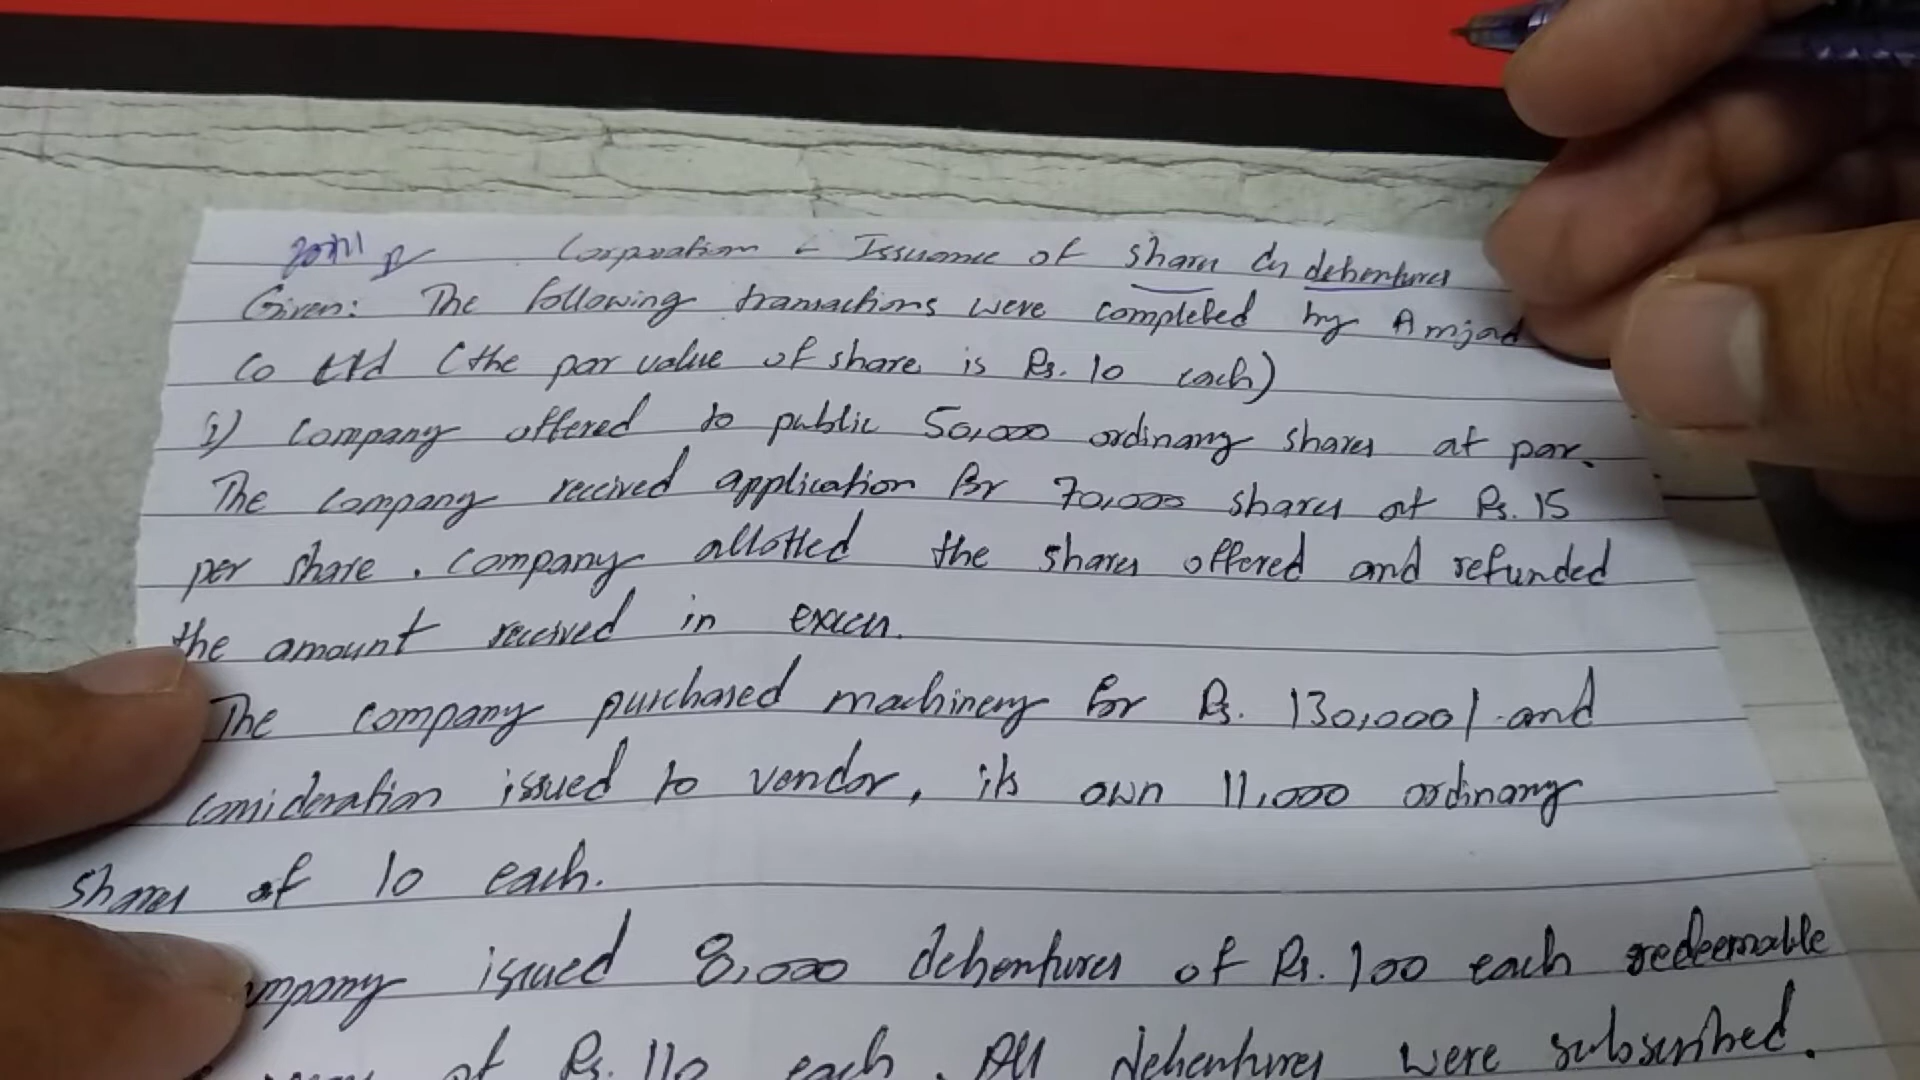 Corporation - Issuance of share & debentures
Given: The following transactions were completed by Amjad
Co Ltd (the par value of share is Rs. 10 each)
1) Company offered to public 50,000 ordinary shares at par.
The company received application for 70,000 shares at Rs. 15
per share. Company allotted the shares offered and refunded
the amount received in excess.
The company purchased machinery for Rs. 130,000/ and
consideration issued to vendor, its own 11,000 ordinary
shares of 10 each.
issued 8,000 debentures of Rs. 100 each redeemable
at Rs. 110 each. All debentures were subscribed.